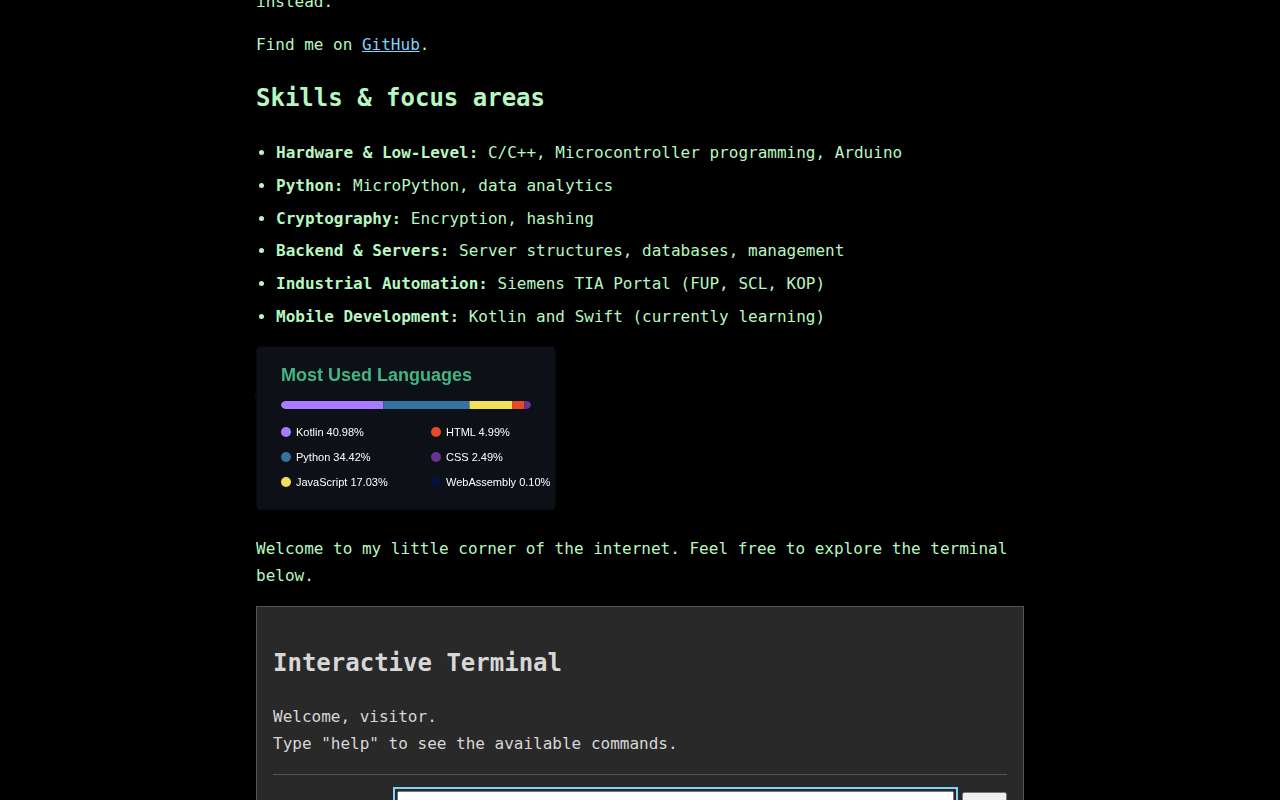 instead.
Find me on GitHub.
Skills & focus areas
• Hardware & Low-Level: C/C++, Microcontroller programming, Arduino
• Python: MicroPython, data analytics
• Cryptography: Encryption, hashing
• Backend & Servers: Server structures, databases, management
• Industrial Automation: Siemens TIA Portal (FUP, SCL, KOP)
• Mobile Development: Kotlin and Swift (currently learning)
Most Used Languages
Kotlin 40.98%
Python 34.42%
JavaScript 17.03%
HTML 4.99%
CSS 2.49%
WebAssembly 0.10%
Welcome to my little corner of the internet. Feel free to explore the terminal
below.
Interactive Terminal
Welcome, visitor.
Type "help" to see the available commands.